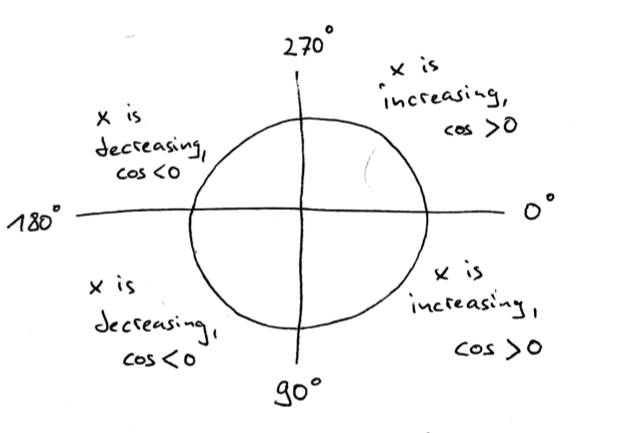 270°
x is
increasing,
cos >0
x is
decreasing,
cos <0
180°
0°
x is
decreasing,
cos <0
x is
increasing,
cos >0
90°